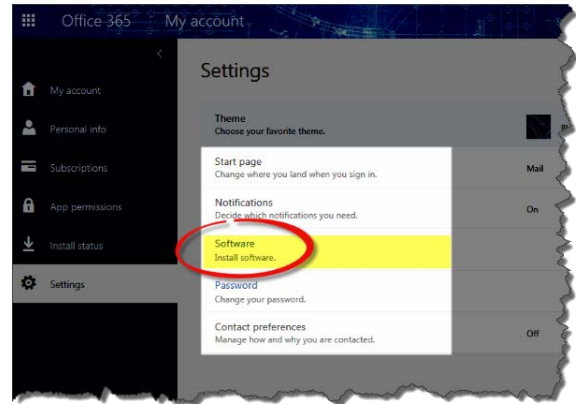 Office 365 My account
Settings
My account
Personal info
Subscriptions
App permissions
Install status
Settings
Theme
Choose your favorite theme.
Start page
Change where you land when you sign in.
Mail
Notifications
Decide which notifications you need.
On
Software
Install software.
Password
Change your password.
Contact preferences
Manage how and why you are contacted.
Off